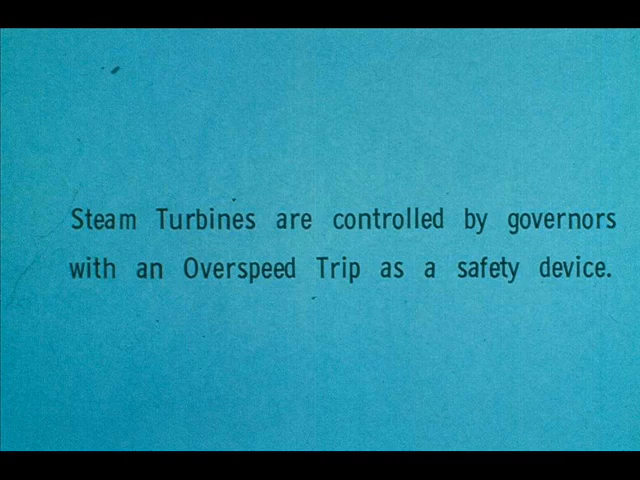 Steam Turbines are controlled by governors
with an Overspeed Trip as a safety device.